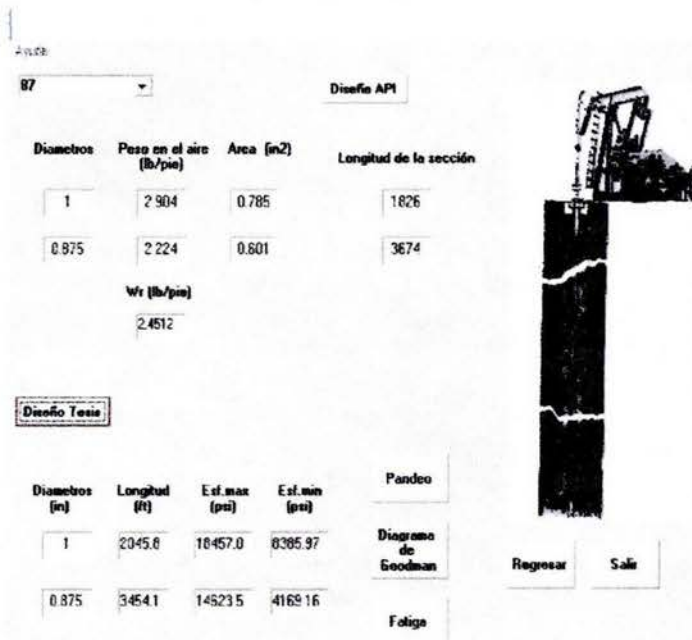 Ayuda
87
Diseño API
Diametros Peso en el aire (lb/pie) Area (in2) Longitud de la sección
1 2.904 0.785 1826
0.875 2.224 0.601 3674
Wr (lb/pie)
2.4512
Diseño Tesis
Diametros (in) Longitud (ft) Esf.max (psi) Esf.min (psi)
1 2045.8 18457.0 8385.97
0.875 3454.1 14623.5 4169.16
Pandeo
Diagrama de Goodman
Fatiga
Regresar Salir